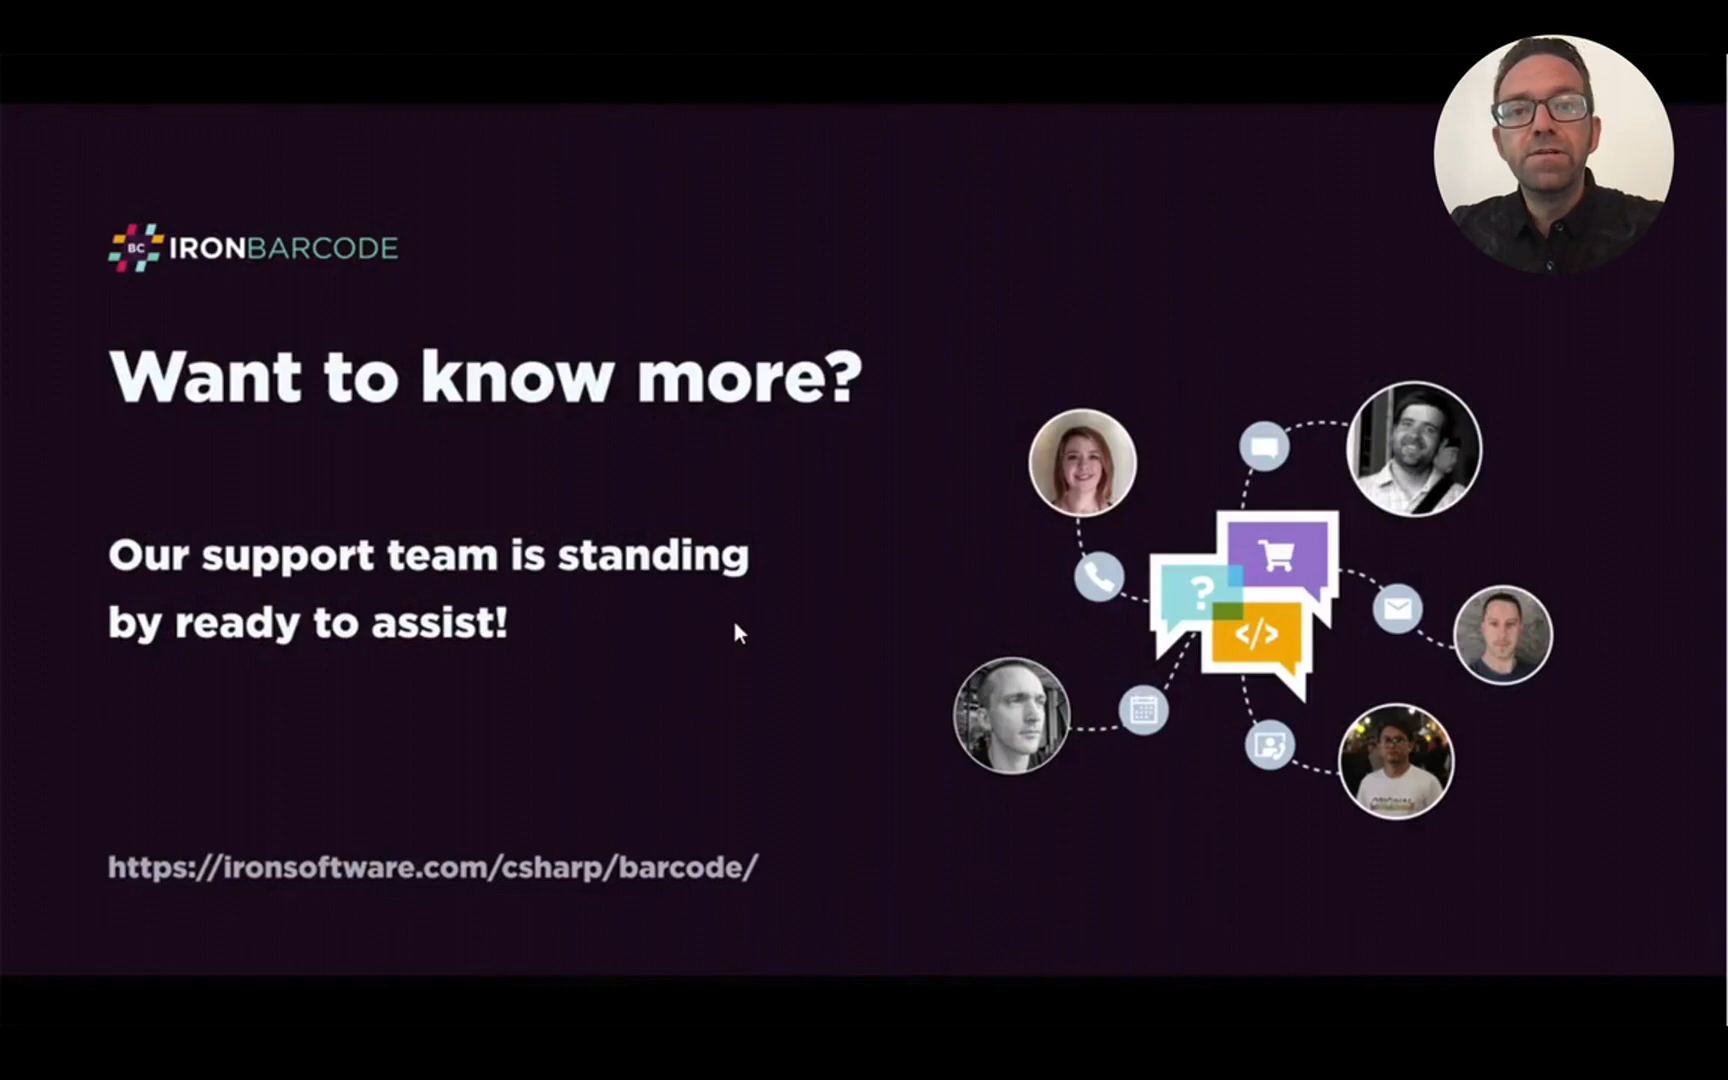 BC IRONBARCODE
Want to know more?
Our support team is standing
by ready to assist!
?
</>
https://ironsoftware.com/csharp/barcode/